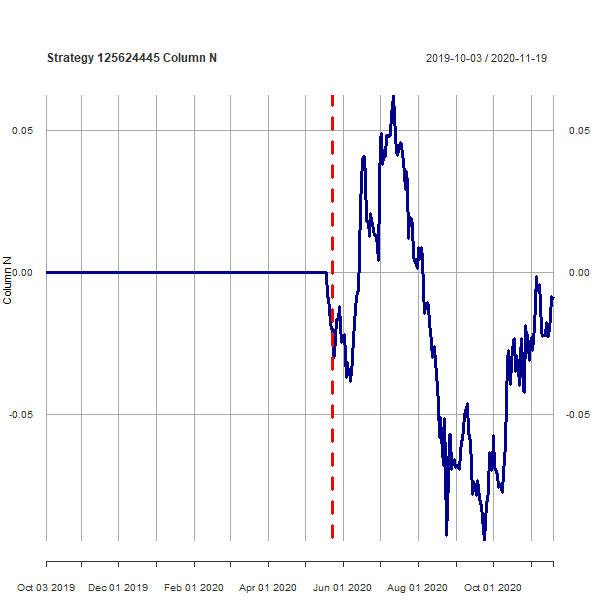 Strategy 125624445 Column N
2019-10-03 / 2020-11-19
0.05
0.05
0.00
0.00
Column N
-0.05
-0.05
Oct 03 2019
Dec 01 2019
Feb 01 2020
Apr 01 2020
Jun 01 2020
Aug 01 2020
Oct 01 2020